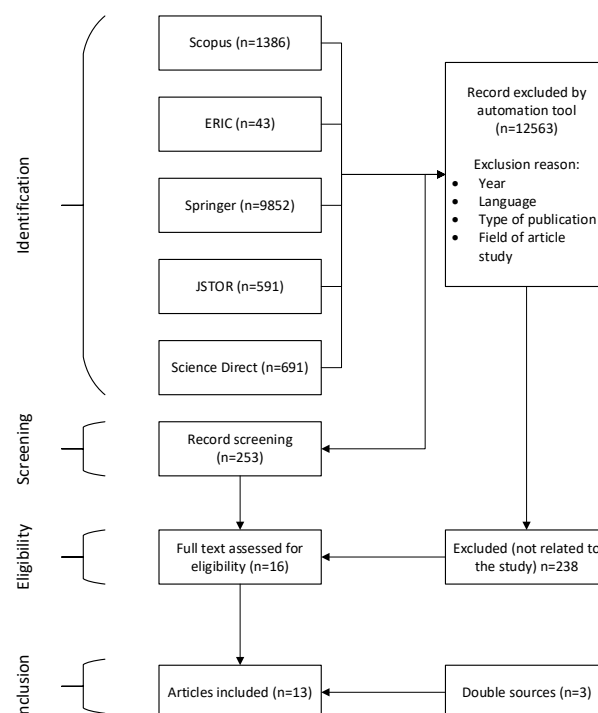 Identification
Scopus (n=1386)
ERIC (n=43)
Springer (n=9852)
JSTOR (n=591)
Science Direct (n=691)
Record excluded by
automation tool
(n=12563)
Exclusion reason:
• Year
• Language
• Type of publication
• Field of article
study
Screening
Record screening
(n=253)
Eligibility
Full text assessed for
eligibility (n=16)
Excluded (not related to
the study) n=238
nclusion
Articles included (n=13)
Double sources (n=3)